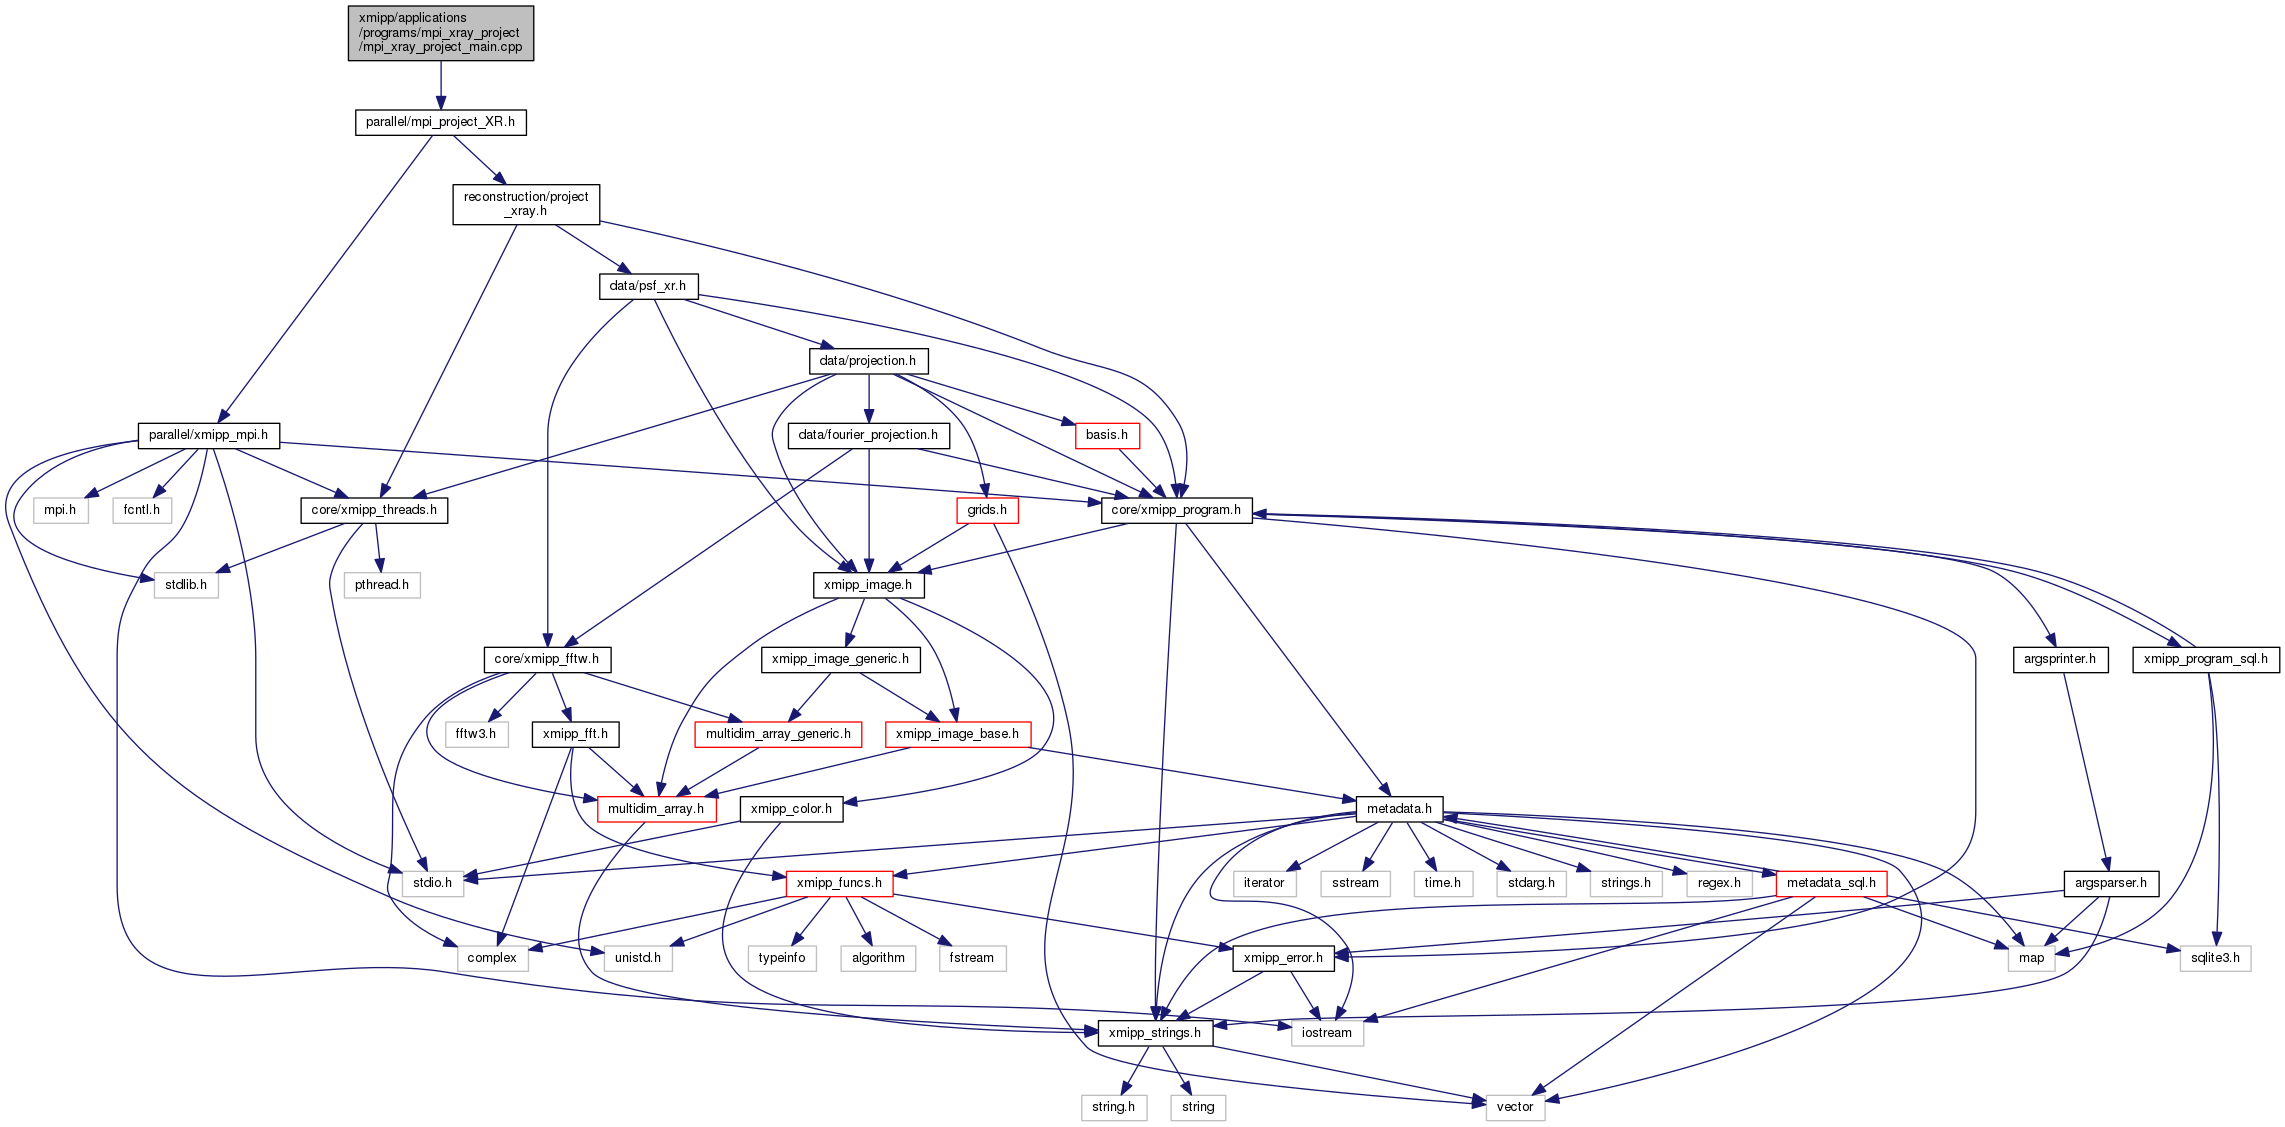 xmipp/applications
/programs/mpi_xray_project
/mpi_xray_project_main.cpp
parallel/mpi_project_XR.h
reconstruction/project
_xray.h
data/psf_xr.h
data/projection.h
parallel/xmipp_mpi.h
data/fourier_projection.h
basis.h
mpi.h
fcntl.h
core/xmipp_threads.h
grids.h
core/xmipp_program.h
stdlib.h
pthread.h
xmipp_image.h
core/xmipp_fftw.h
xmipp_image_generic.h
argsprinter.h
xmipp_program_sql.h
fftw3.h
xmipp_fft.h
multidim_array_generic.h
xmipp_image_base.h
multidim_array.h
xmipp_color.h
metadata.h
stdio.h
xmipp_funcs.h
iterator
sstream
time.h
stdarg.h
strings.h
regex.h
metadata_sql.h
argsparser.h
complex
unistd.h
typeinfo
algorithm
fstream
xmipp_error.h
map
sqlite3.h
xmipp_strings.h
iostream
string.h
string
vector